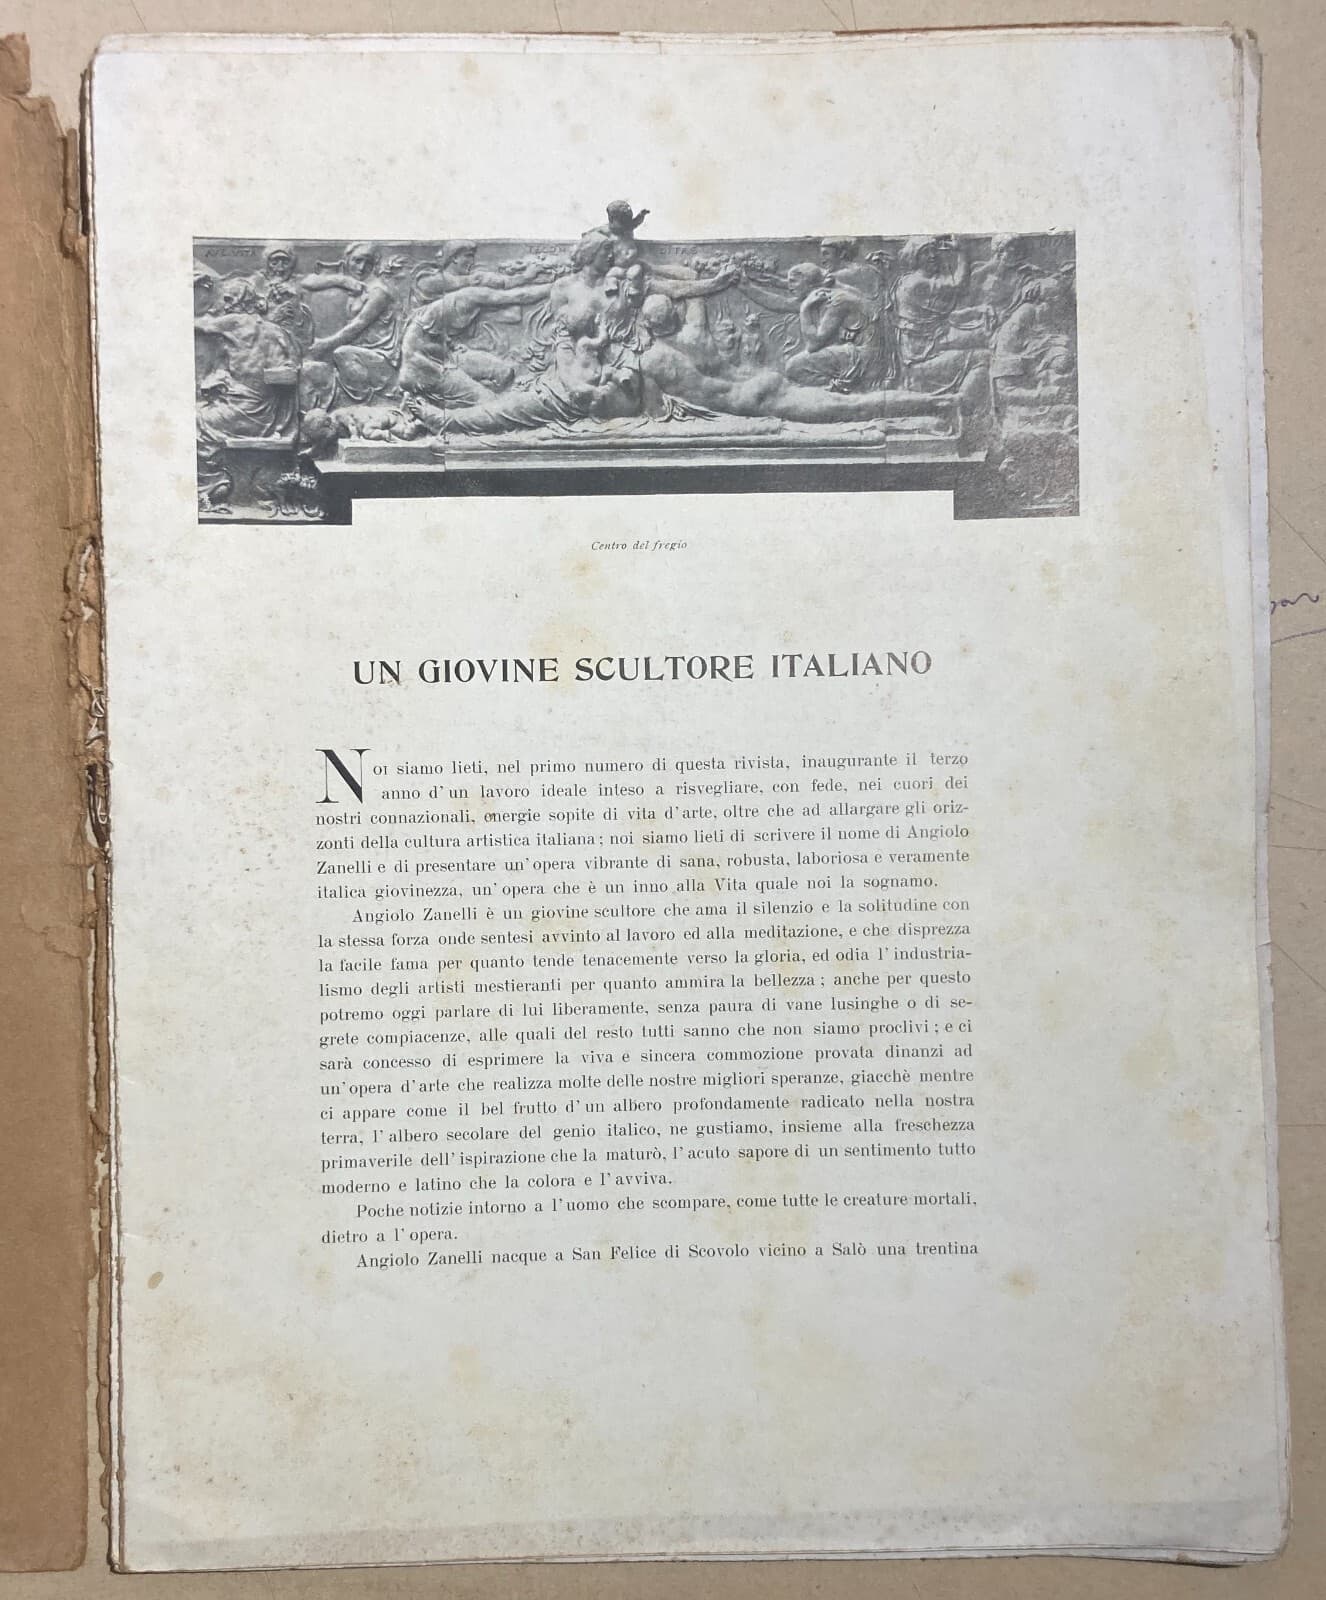 Centro del fregio
UN GIOVINE SCULTORE ITALIANO
NOI siamo lieti, nel primo numero di questa rivista, inaugurante il terzo
anno d'un lavoro ideale inteso a risvegliare, con fede, nei cuori dei
nostri connazionali, energie sopite di vita d'arte, oltre che ad allargare gli oriz-
zonti della cultura artistica italiana; noi siamo lieti di scrivere il nome di Angiolo
Zanelli e di presentare un'opera vibrante di sana, robusta, laboriosa e veramente
italica giovinezza, un'opera che è un inno alla Vita quale noi la sognamo.
Angiolo Zanelli è un giovine scultore che ama il silenzio e la solitudine con
la stessa forza onde sentesi avvinto al lavoro ed alla meditazione, e che disprezza
la facile fama per quanto tende tenacemente verso la gloria, ed odia l'industria-
lismo degli artisti mestieranti per quanto ammira la bellezza; anche per questo
potremo oggi parlare di lui liberamente, senza paura di vane lusinghe o di se-
grete compiacenze, alle quali del resto tutti sanno che non siamo proclivi; e ci
sarà concesso di esprimere la viva e sincera commozione provata dinanzi ad
un'opera d'arte che realizza molte delle nostre migliori speranze, giacchè mentre
ci appare come il bel frutto d'un albero profondamente radicato nella nostra
terra, l'albero secolare del genio italico, ne gustiamo, insieme alla freschezza
primaverile dell'ispirazione che la maturò, l'acuto sapore di un sentimento tutto
moderno e latino che la colora e l'avviva.
Poche notizie intorno a l'uomo che scompare, come tutte le creature mortali,
dietro a l'opera.
Angiolo Zanelli nacque a San Felice di Scovolo vicino a Salò una trentina